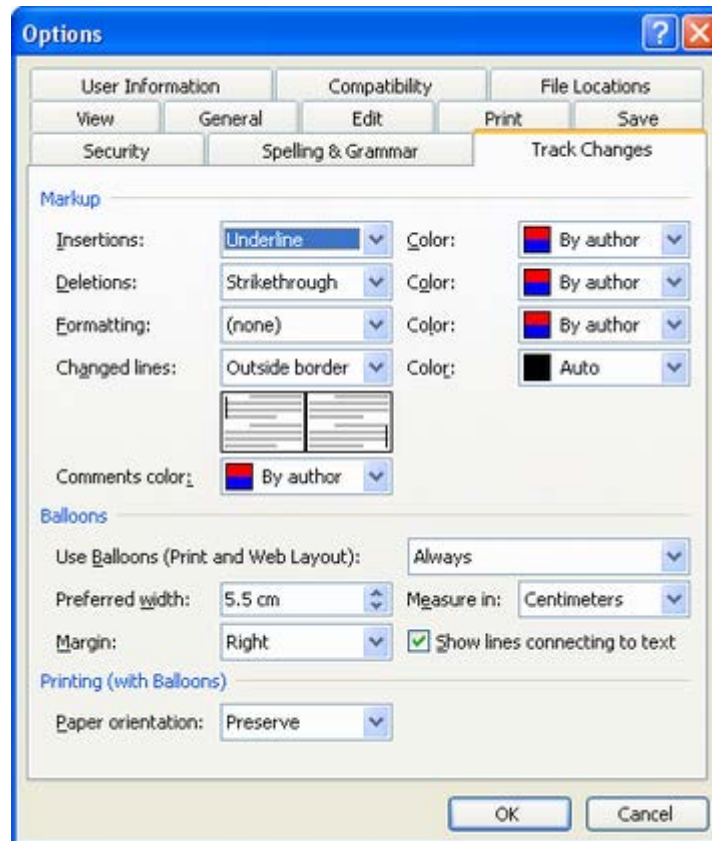 Options
User Information Compatibility File Locations
View General Edit Print Save
Security Spelling & Grammar Track Changes
Markup
Insertions: Underline Color: By author
Deletions: Strikethrough Color: By author
Formatting: (none) Color: By author
Changed lines: Outside border Color: Auto
Comments color: By author
Balloons
Use Balloons (Print and Web Layout): Always
Preferred width: 5.5 cm Measure in: Centimeters
Margin: Right Show lines connecting to text
Printing (with Balloons)
Paper orientation: Preserve
OK Cancel